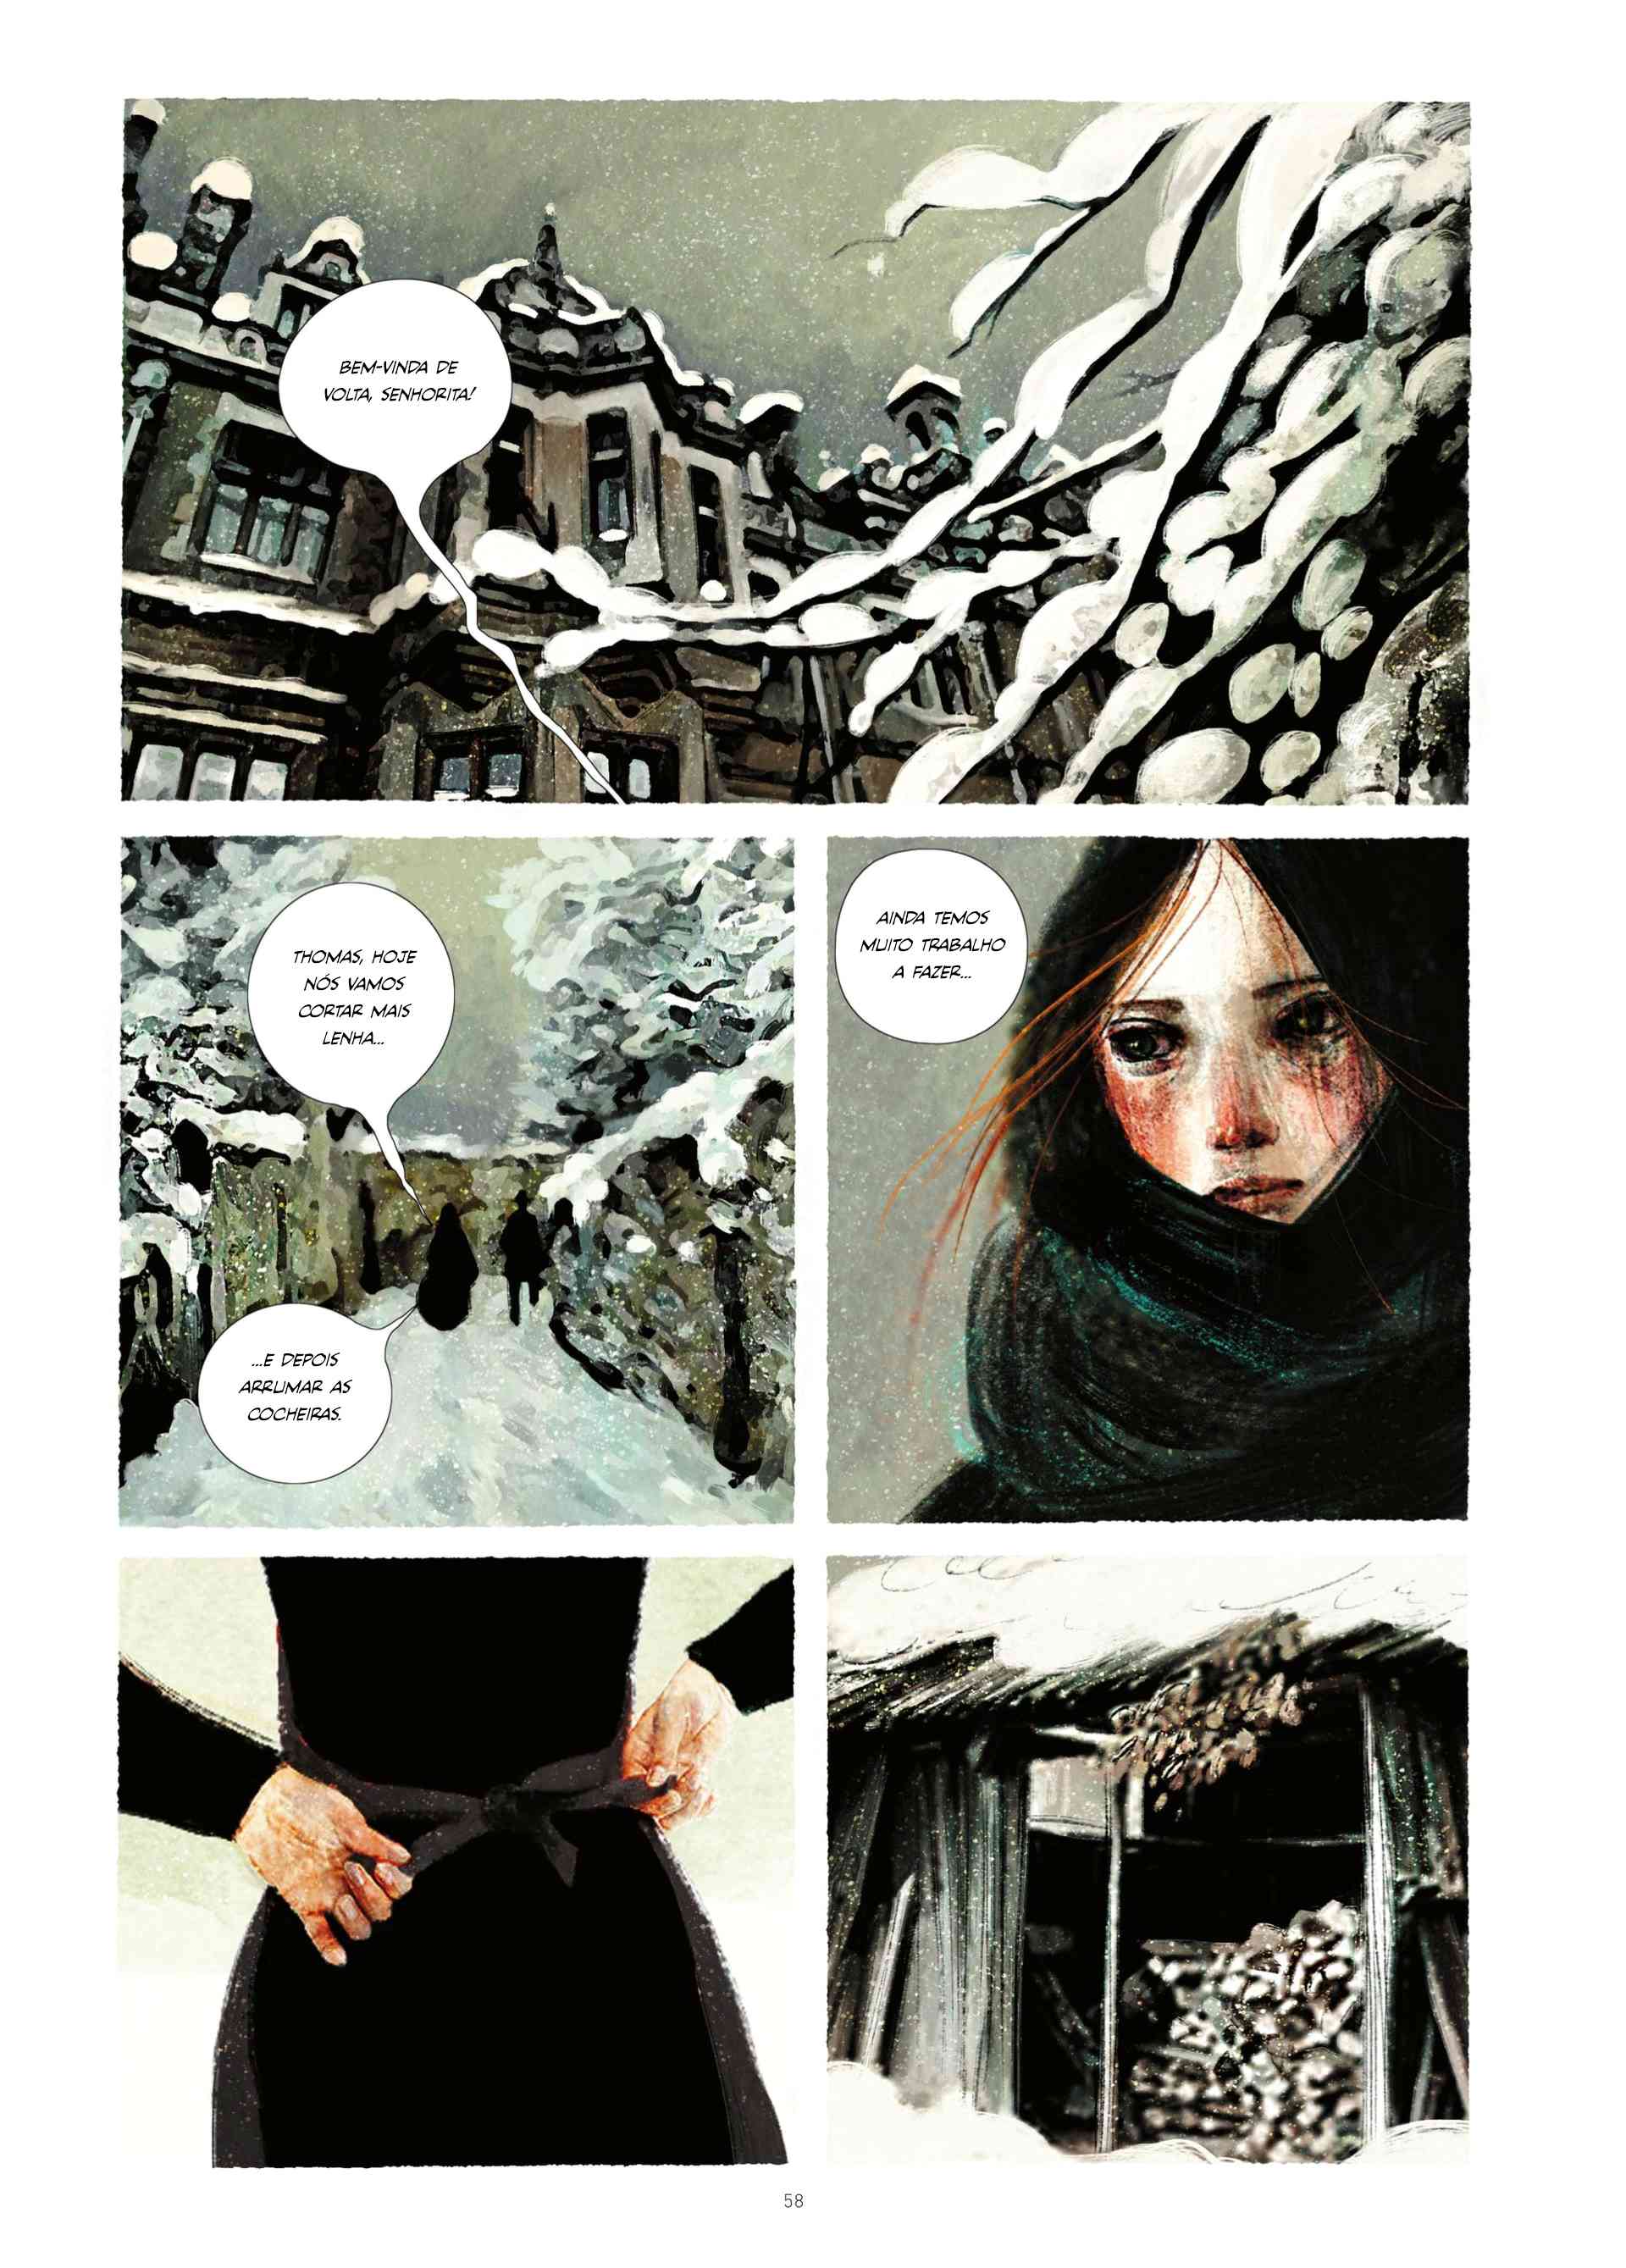 BEM-VINDA DE
VOLTA, SENHORITA!
THOMAS, HOJE
NÓS VAMOS
CORTAR MAIS
LENHA...
...E DEPOIS
ARRUMAR AS
COCHEIRAS.
AINDA TEMOS
MUITO TRABALHO
A FAZER...
58